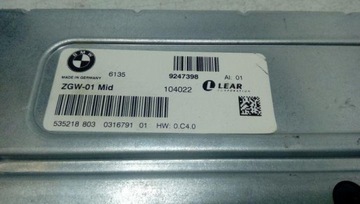 BMW
MADE IN GERMANY 6135 9247398 AI. 01
ZGW-01 Mid 104022 LEAR
CORPORATION
535218 803 0316791 01 HW: 0.C4.0